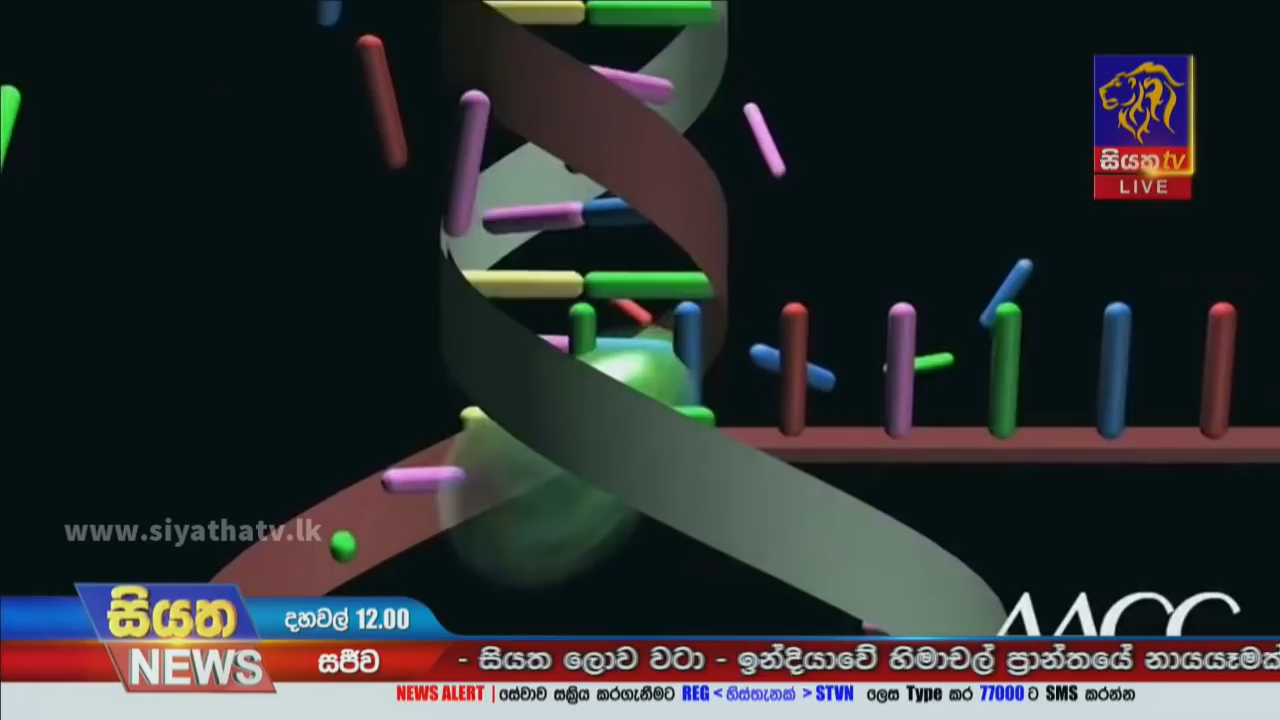 සියත tv
LIVE
www.siyathatv.lk
AACC
සියත
NEWS
දහවල් 12.00
සජීව
- සියත ලොව වටා - ඉන්දියාවේ හිමාචල් ප්‍රාන්තයේ නායයෑමක්
NEWS ALERT | සේවාව සක්‍රිය කරගැනීමට REG < හිස්තැනක් > STVN ලෙස Type කර 77000 ට SMS කරන්න